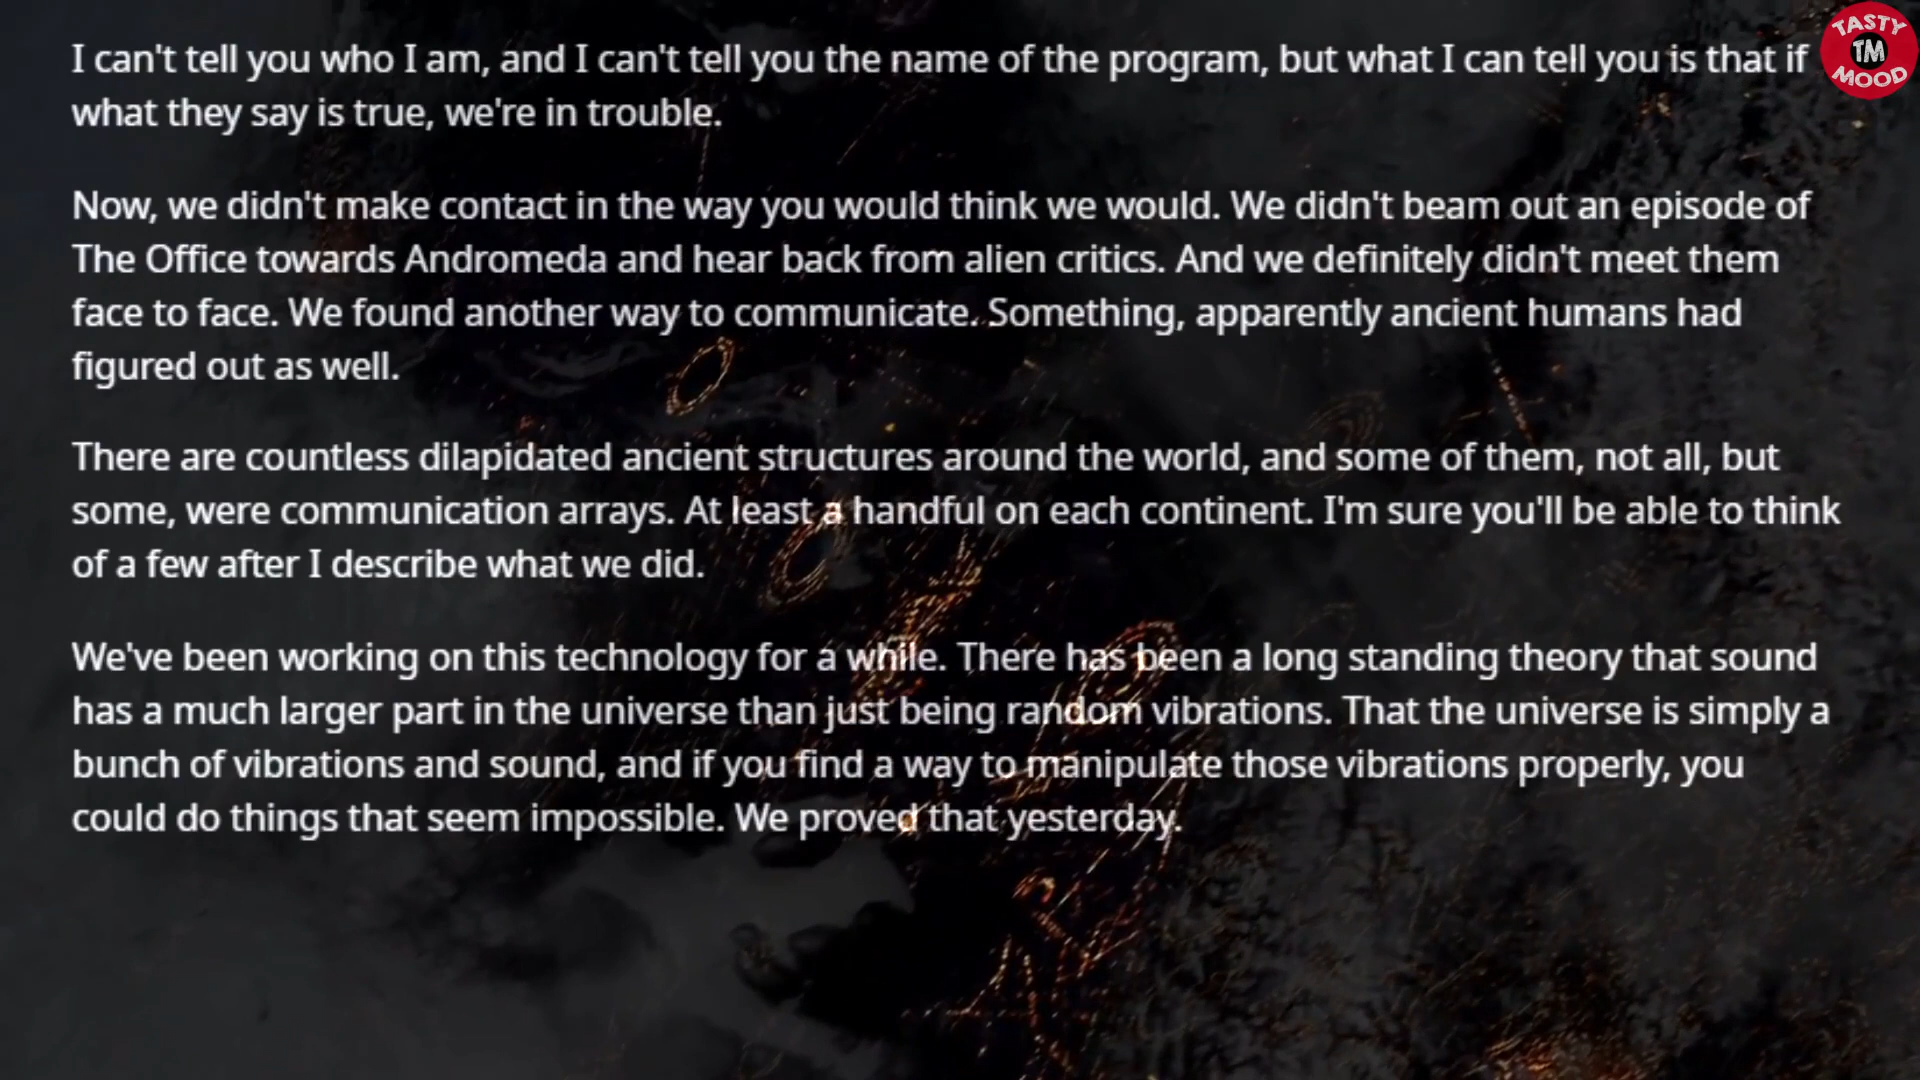 I can't tell you who I am, and I can't tell you the name of the program, but what I can tell you is that if
what they say is true, we're in trouble.
Now, we didn't make contact in the way you would think we would. We didn't beam out an episode of
The Office towards Andromeda and hear back from alien critics. And we definitely didn't meet them
face to face. We found another way to communicate. Something, apparently ancient humans had
figured out as well.
There are countless dilapidated ancient structures around the world, and some of them, not all, but
some, were communication arrays. At least a handful on each continent. I'm sure you'll be able to think
of a few after I describe what we did.
We've been working on this technology for a while. There has been a long standing theory that sound
has a much larger part in the universe than just being random vibrations. That the universe is simply a
bunch of vibrations and sound, and if you find a way to manipulate those vibrations properly, you
could do things that seem impossible. We proved that yesterday.
TASTY
TM
MOOD